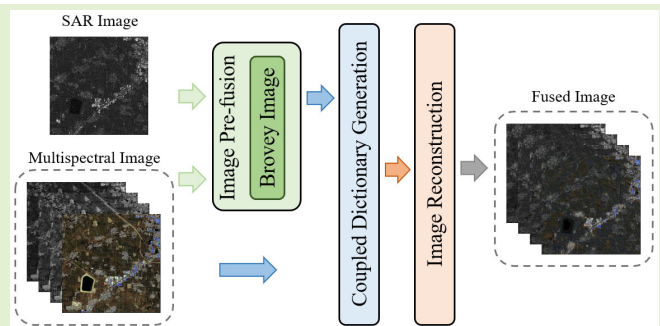 SAR Image
Multispectral Image
Image Pre-fusion
Brovey Image
Coupled Dictionary Generation
Image Reconstruction
Fused Image